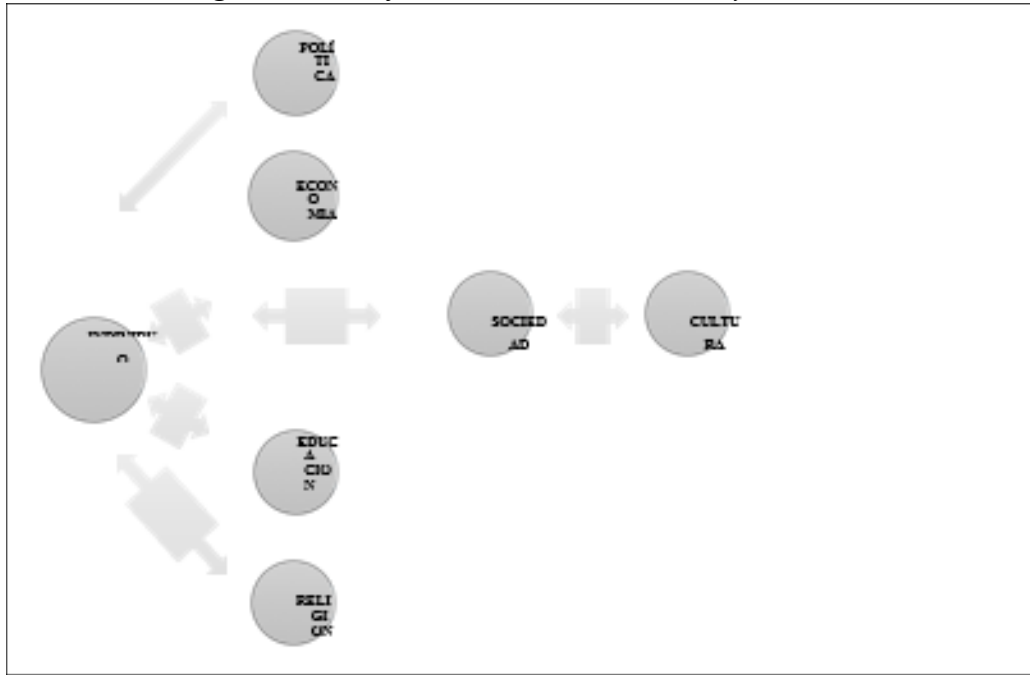 POLÍ
TI
CA
ECON
O
MIA
SOCIED
AD
CULTU
RA
O
EDUC
A
CIO
N
RELI
GI
ON